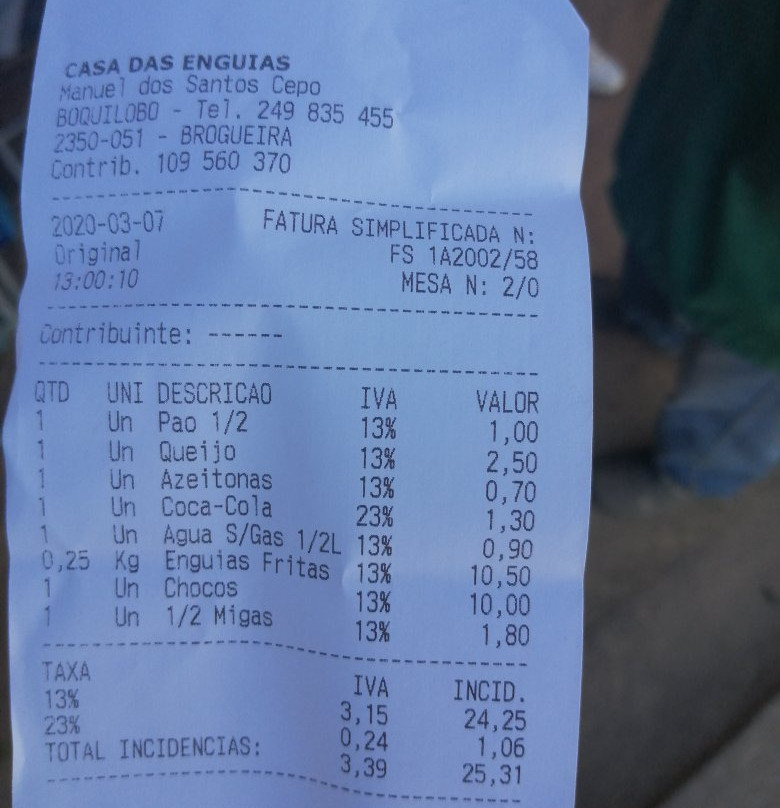 CASA DAS ENGUIAS
Manuel dos Santos Cepo
BOQUILOBO - Tel. 249 835 455
2350-051 - BROGUEIRA
Contrib. 109 560 370
2020-03-07 FATURA SIMPLIFICADA N:
Original FS 1A2002/58
13:00:10 MESA N: 2/0
Contribuinte: ------
QTD UNI DESCRICAO IVA VALOR
1 Un Pao 1/2 13% 1,00
1 Un Queijo 13% 2,50
1 Un Azeitonas 13% 0,70
1 Un Coca-Cola 23% 1,30
1 Un Agua S/Gas 1/2L 13% 0,90
0,25 Kg Enguias Fritas 13% 10,50
1 Un Chocos 13% 10,00
1 Un 1/2 Migas 13% 1,80
TAXA IVA INCID.
13% 3,15 24,25
23% 0,24 1,06
TOTAL INCIDENCIAS: 3,39 25,31